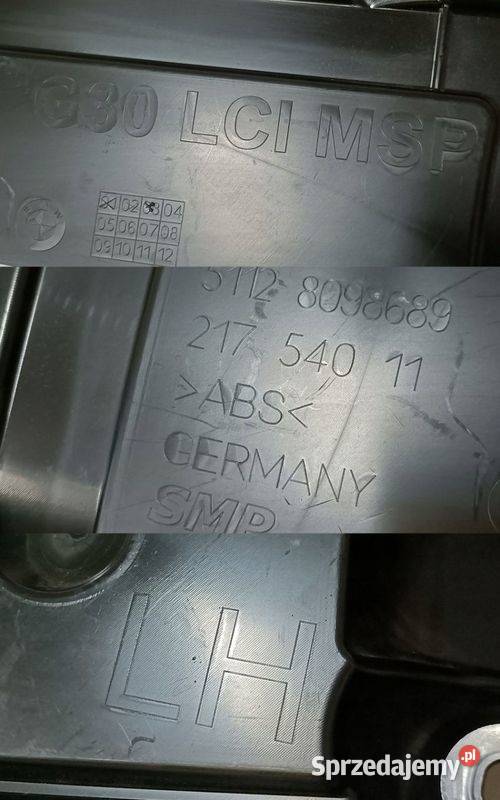 G30 LCI MSP
02 03 04
05 06 07 08
09 10 11 12
5112 8098689
217 540 11
>ABS<
GERMANY
SMP
LH
Sprzedajemy.pl